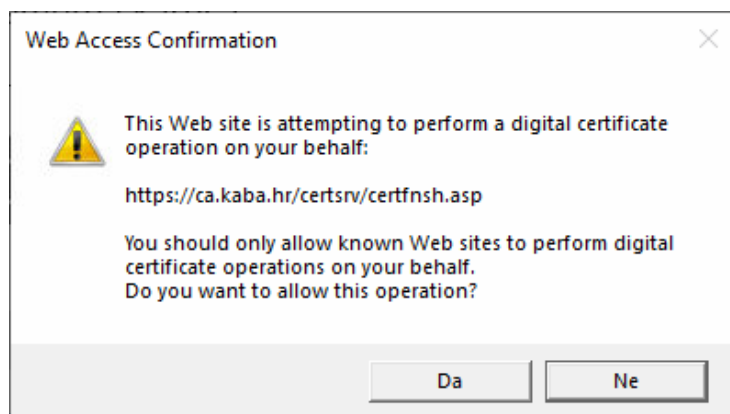 Web Access Confirmation
This Web site is attempting to perform a digital certificate
operation on your behalf:
https://ca.kaba.hr/certsrv/certfnsh.asp
You should only allow known Web sites to perform digital
certificate operations on your behalf.
Do you want to allow this operation?
Da
Ne